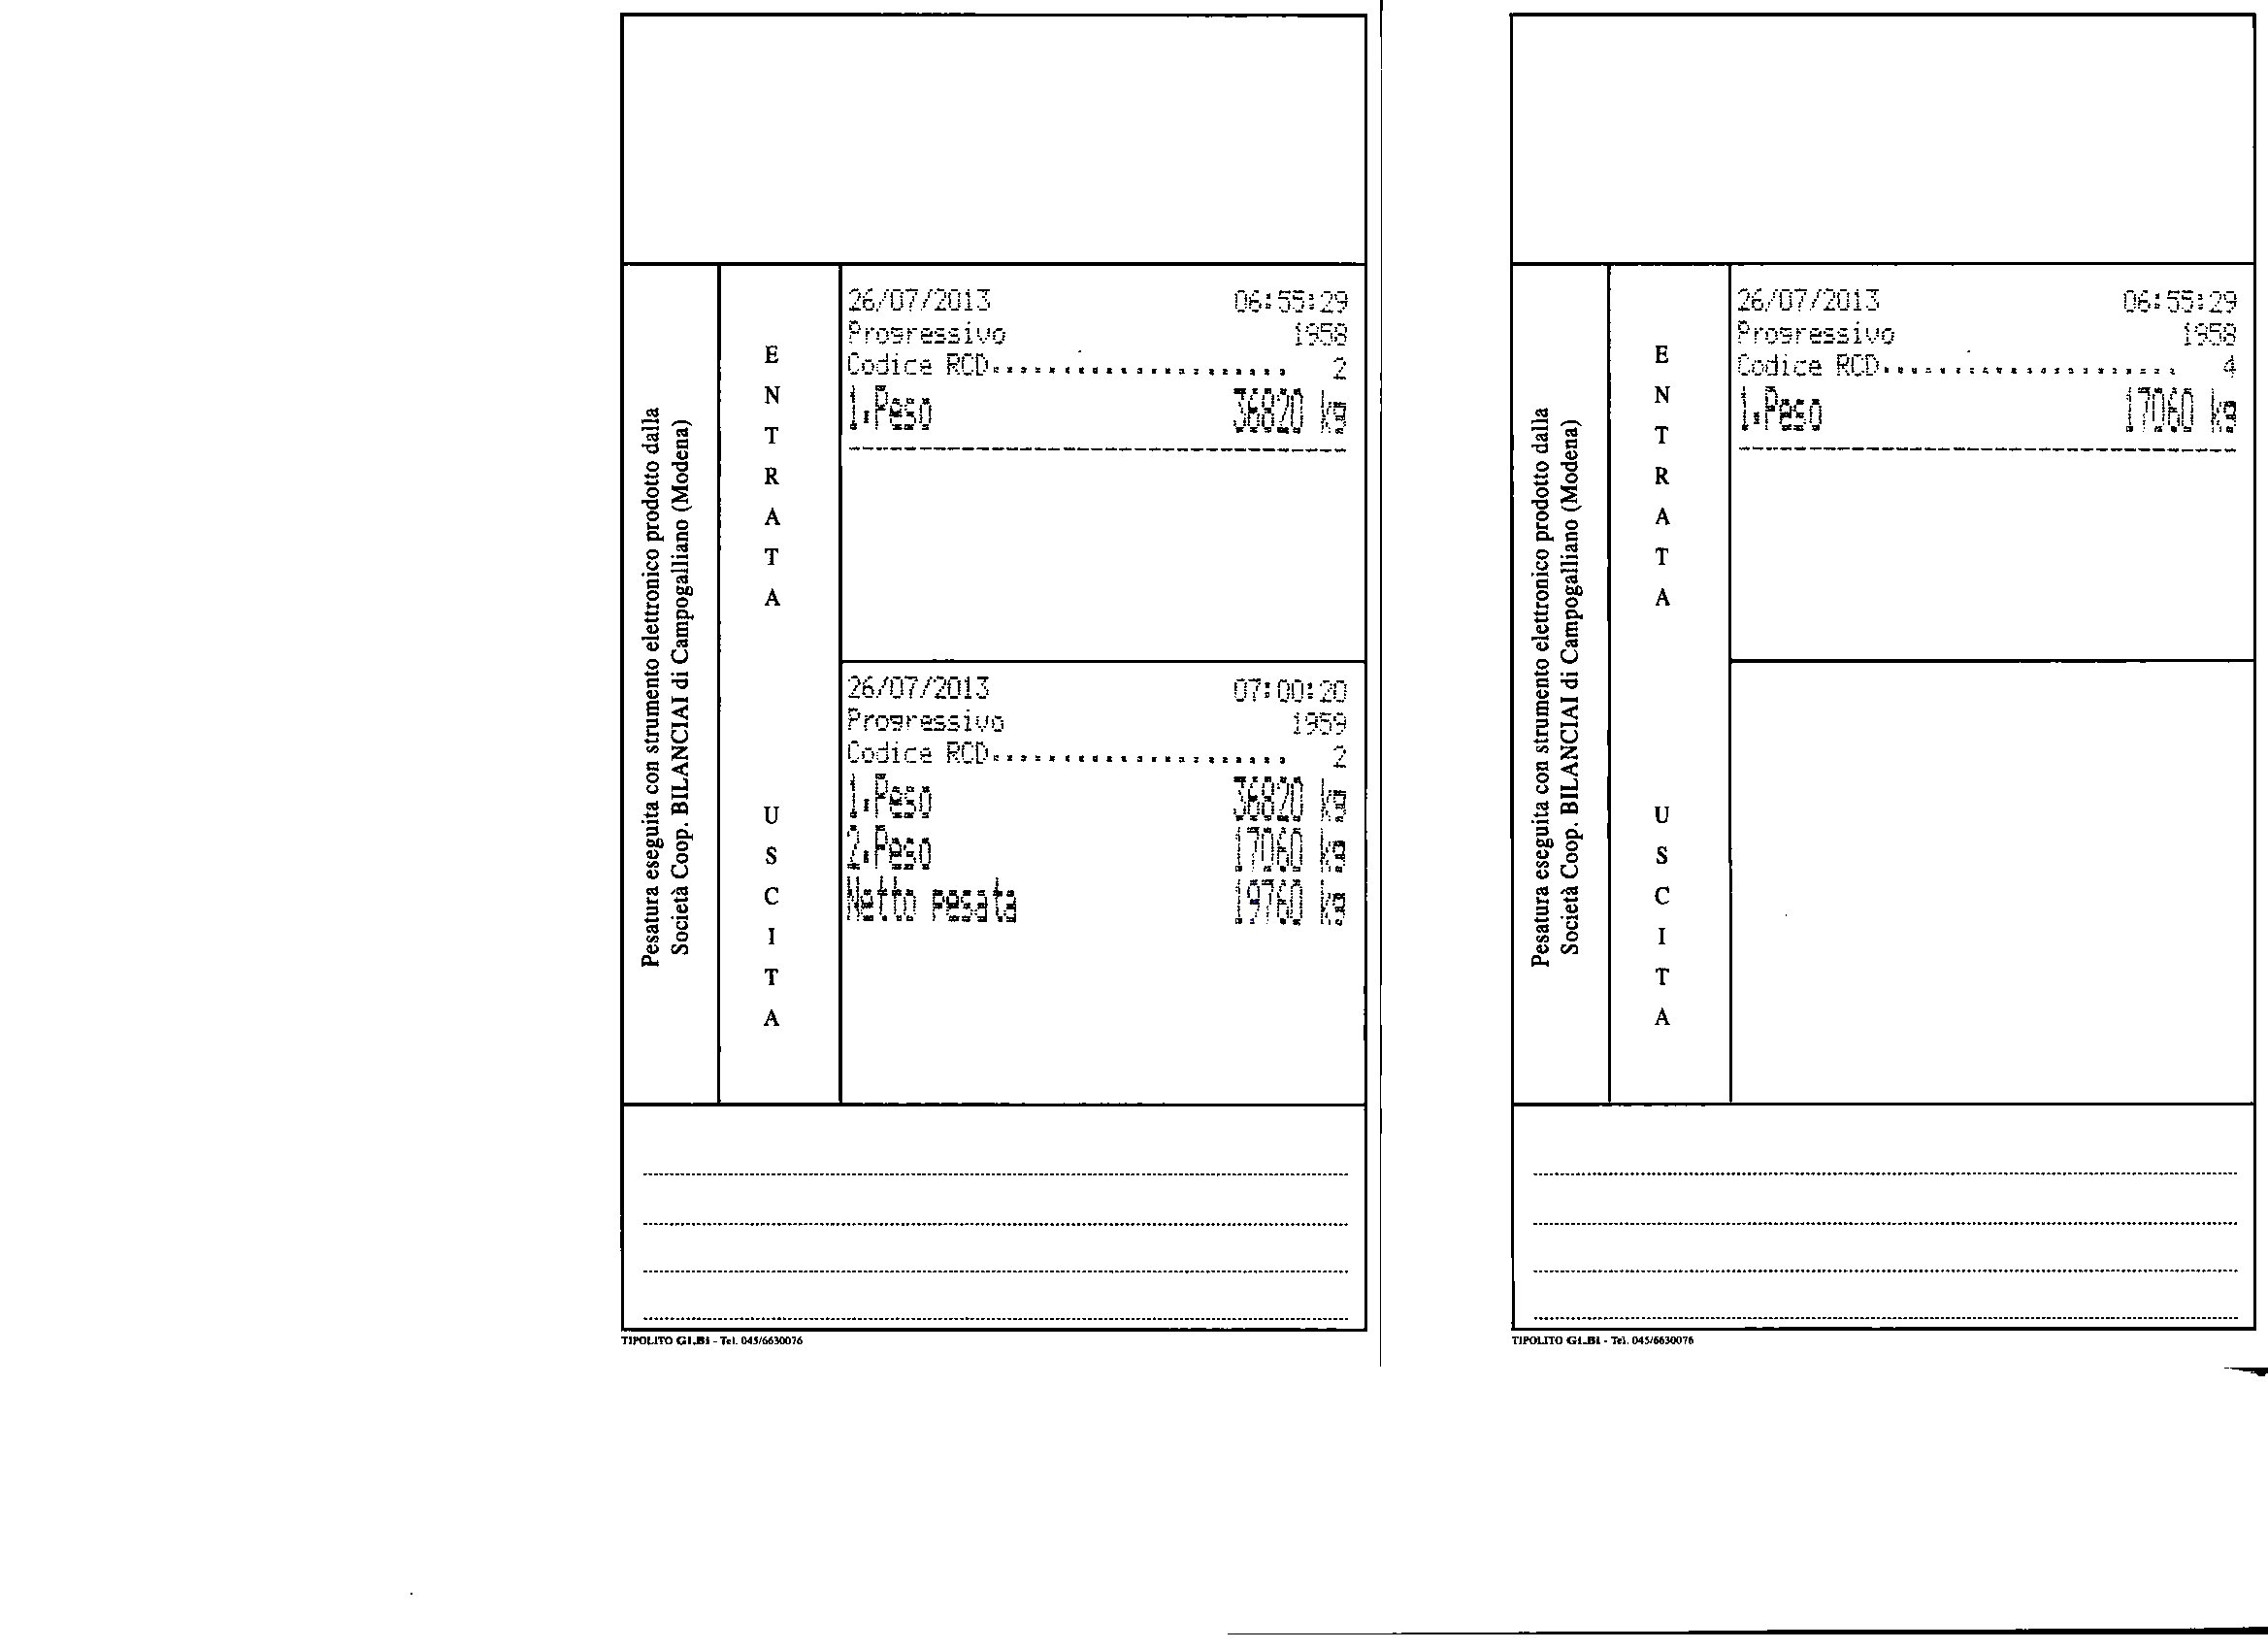 Pesatura eseguita con strumento elettronico prodotto dalla
Società Coop. BILANCIAI di Campogalliano (Modena)
ENTRATA
26/07/2013 06:55:29
Progressivo 1958
Codice RCD..................... 2
1.Peso 36820 kg
USCITA
26/07/2013 07:00:20
Progressivo 1959
Codice RCD..................... 2
1.Peso 36820 kg
2.Peso 17060 kg
Netto pesata 19760 kg
TIPOLITO GI.BI - Tel. 045/6630076
Pesatura eseguita con strumento elettronico prodotto dalla
Società Coop. BILANCIAI di Campogalliano (Modena)
ENTRATA
26/07/2013 06:55:29
Progressivo 1958
Codice RCD..................... 4
1.Peso 17060 kg
USCITA
TIPOLITO GI.BI - Tel. 045/6630076